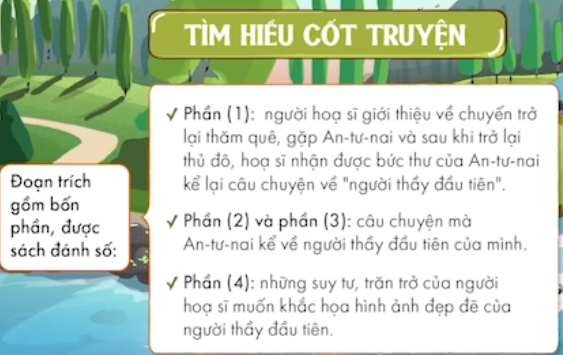 TÌM HIỂU CỐT TRUYỆN
Đoạn trích
gồm bốn
phần, được
sách đánh số:
✓ Phần (1): người hoạ sĩ giới thiệu về chuyến trở
lại thăm quê, gặp An-tư-nai và sau khi trở lại
thủ đô, hoạ sĩ nhận được bức thư của An-tư-nai
kể lại câu chuyện về "người thầy đầu tiên".
✓ Phần (2) và phần (3): câu chuyện mà
An-tư-nai kể về người thầy đầu tiên của mình.
✓ Phần (4): những suy tư, trăn trở của người
hoạ sĩ muốn khắc họa hình ảnh đẹp đẽ của
người thầy đầu tiên.